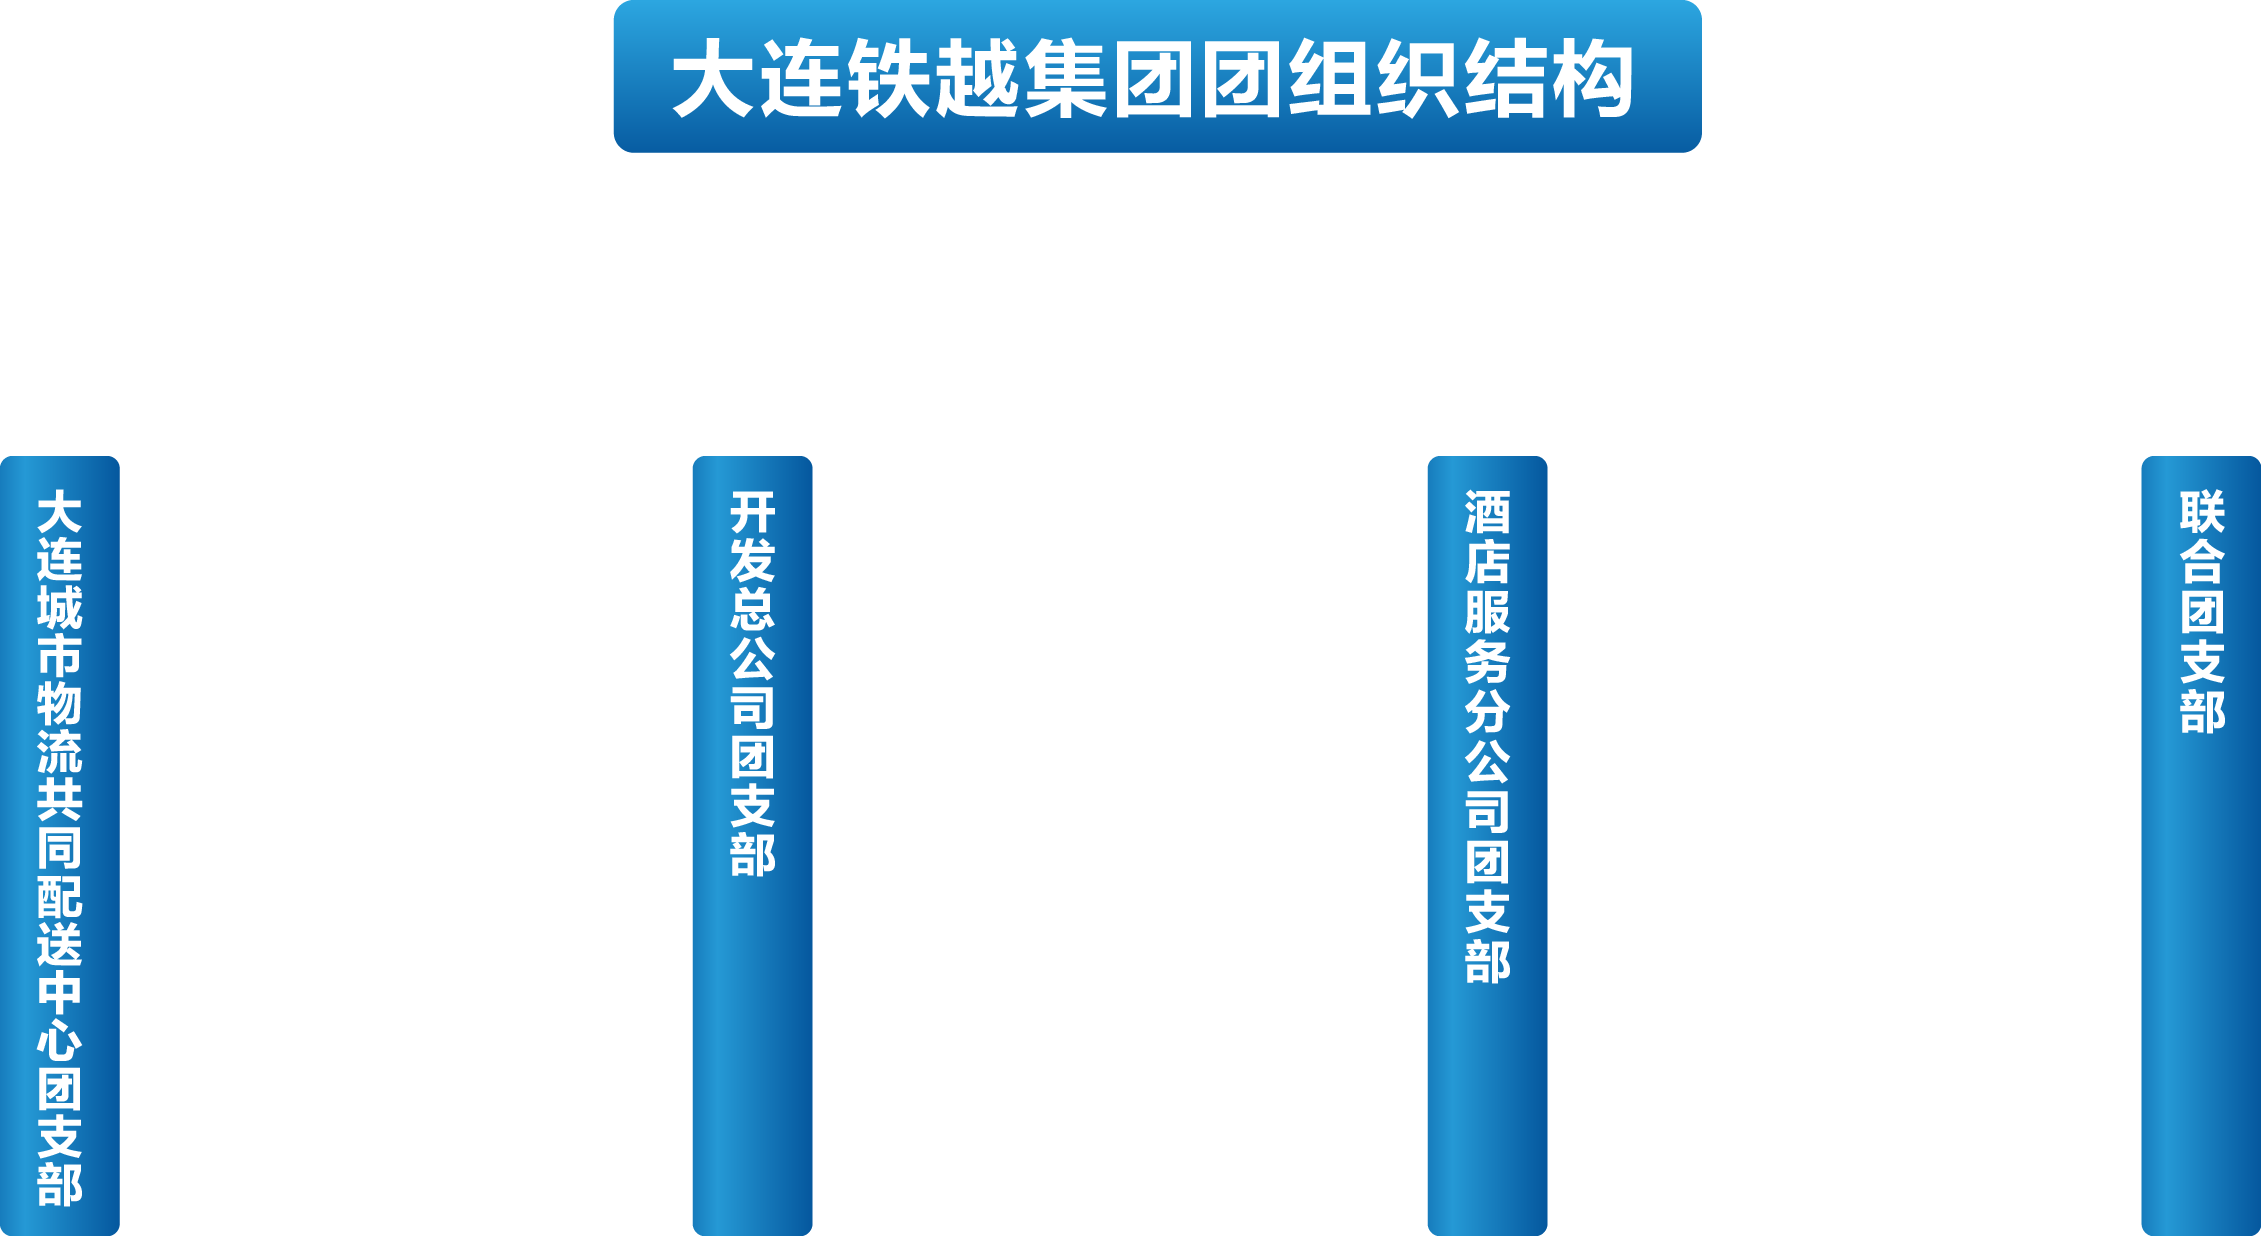 大连铁越集团团组织结构
大连城市物流共同配送中心团支部
开发总公司团支部
酒店服务分公司团支部
联合团支部